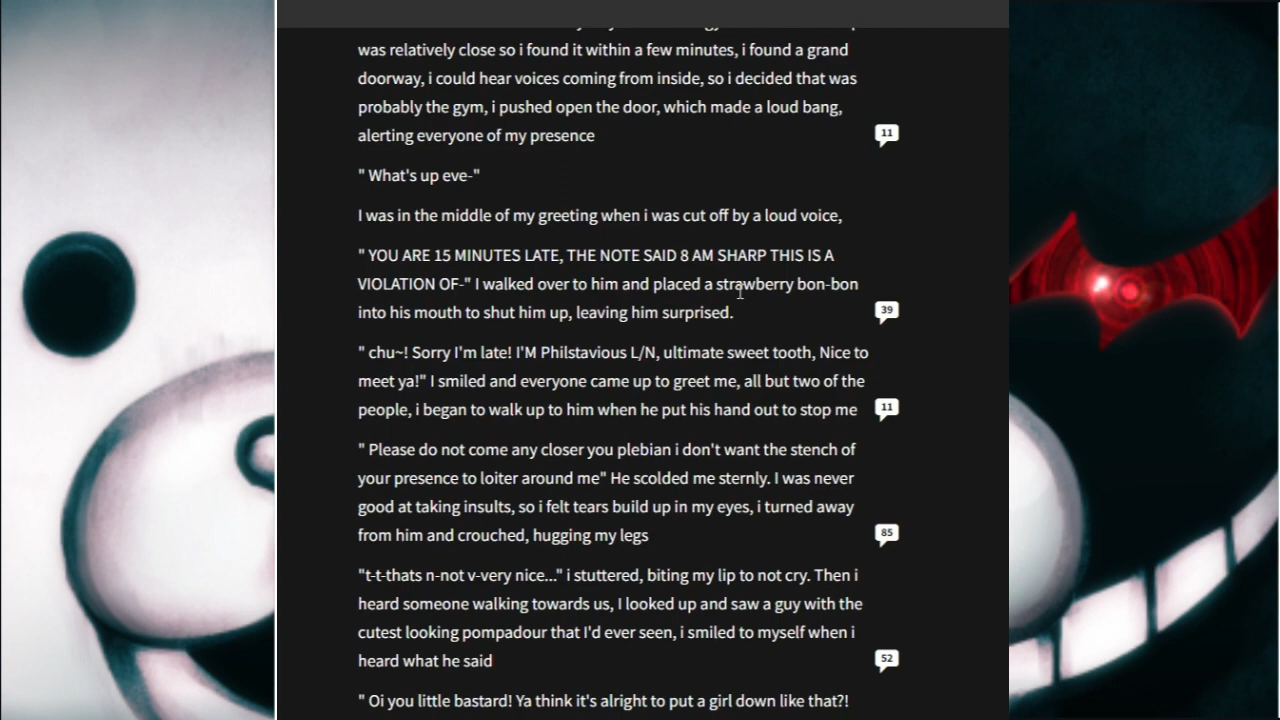 was relatively close so i found it within a few minutes, i found a grand
doorway, i could hear voices coming from inside, so i decided that was
probably the gym, i pushed open the door, which made a loud bang,
alerting everyone of my presence
11
" What's up eve-"
I was in the middle of my greeting when i was cut off by a loud voice,
" YOU ARE 15 MINUTES LATE, THE NOTE SAID 8 AM SHARP THIS IS A
VIOLATION OF-" I walked over to him and placed a strawberry bon-bon
into his mouth to shut him up, leaving him surprised.
39
" chu~! Sorry I'm late! I'M Philstavious L/N, ultimate sweet tooth, Nice to
meet ya!" I smiled and everyone came up to greet me, all but two of the
people, i began to walk up to him when he put his hand out to stop me
11
" Please do not come any closer you plebian i don't want the stench of
your presence to loiter around me" He scolded me sternly. I was never
good at taking insults, so i felt tears build up in my eyes, i turned away
from him and crouched, hugging my legs
85
"t-t-thats n-not v-very nice..." i stuttered, biting my lip to not cry. Then i
heard someone walking towards us, I looked up and saw a guy with the
cutest looking pompadour that I'd ever seen, i smiled to myself when i
heard what he said
52
" Oi you little bastard! Ya think it's alright to put a girl down like that?!